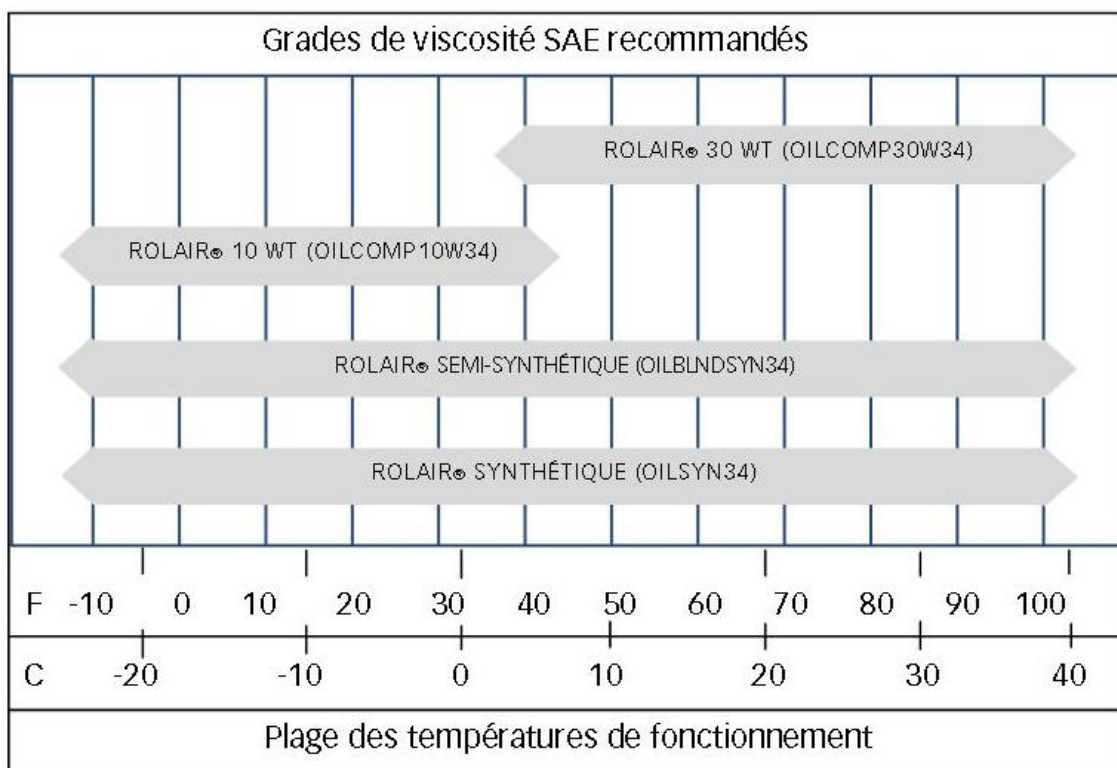 Grades de viscosité SAE recommandés
ROLAIR® 30 WT (OILCOMP30W34)
ROLAIR® 10 WT (OILCOMP10W34)
ROLAIR® SEMI-SYNTHÉTIQUE (OILBLNDSYN34)
ROLAIR® SYNTHÉTIQUE (OILSYN34)
F -10 0 10 20 30 40 50 60 70 80 90 100
C -20 -10 0 10 20 30 40
Plage des températures de fonctionnement